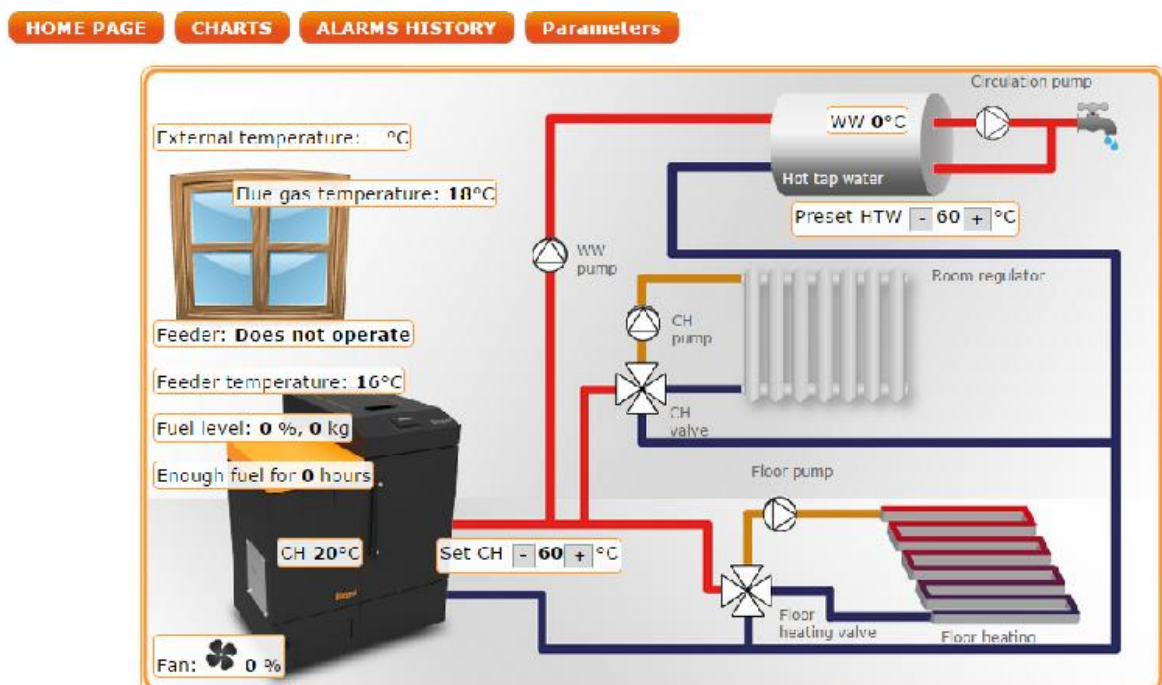 HOME PAGE
CHARTS
ALARMS HISTORY
Parameters
Circulation pump
External temperature: °C
WW 0°C
Flue gas temperature: 18°C
Hot tap water
Preset HTW - 60 + °C
WW
pump
Room regulator
CH
pump
Feeder: Does not operate
Feeder temperature: 16°C
CH
valve
Fuel level: 0 %, 0 kg
Enough fuel for 0 hours
Floor pump
CH 20°C
Set CH - 60 + °C
Floor
heating valve
Floor heating
Fan: 0 %